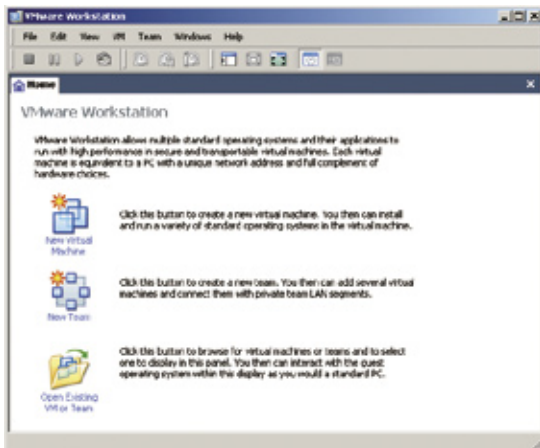 VMware Workstation
File Edit View VM Team Windows Help
Home
VMware Workstation
VMware Workstation allows multiple standard operating systems and their applications to
run with high performance in secure and transportable virtual machines. Each virtual
machine is equivalent to a PC with a unique network address and full complement of
hardware choices.
New Virtual
Machine
Click this button to create a new virtual machine. You then can install
and run a variety of standard operating systems in the virtual machine.
New Team
Click this button to create a new team. You then can add several virtual
machines and connect them with private team LAN segments.
Open Existing
VM or Team
Click this button to browse for virtual machines or teams and to select
one to display in this panel. You then can interact with the guest
operating system within this display as you would a standard PC.